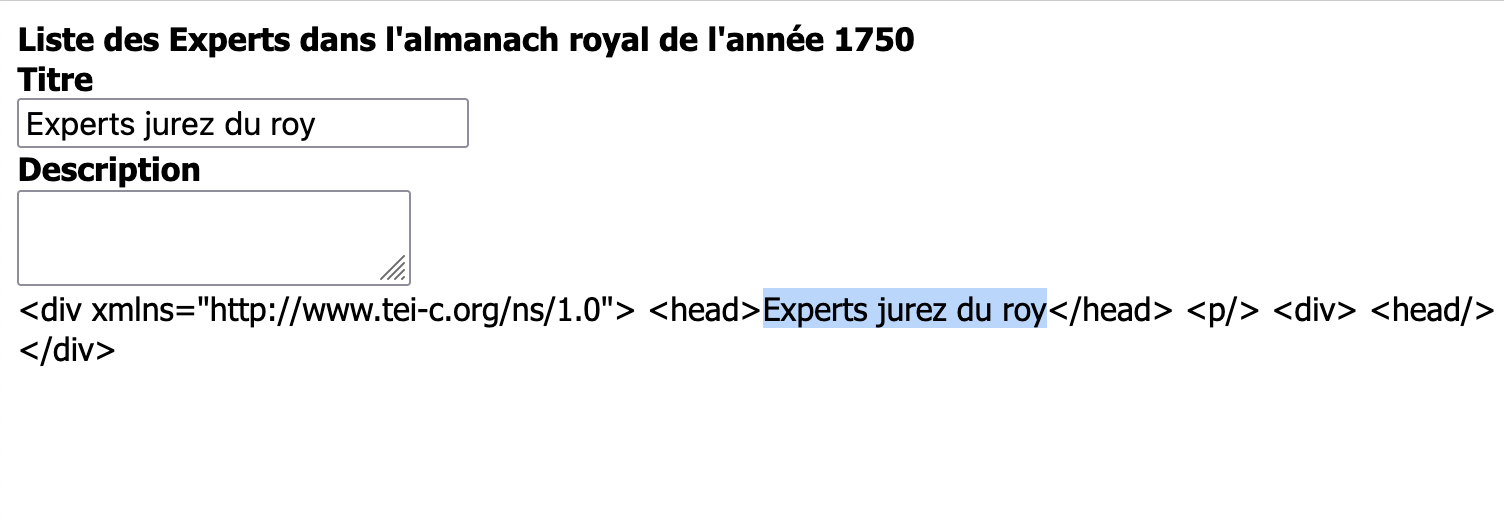 Liste des Experts dans l'almanach royal de l'année 1750
Titre
Experts jurez du roy
Description
<div xmlns="http://www.tei-c.org/ns/1.0"> <head>Experts jurez du roy</head> <p/> <div> <head/>
</div>